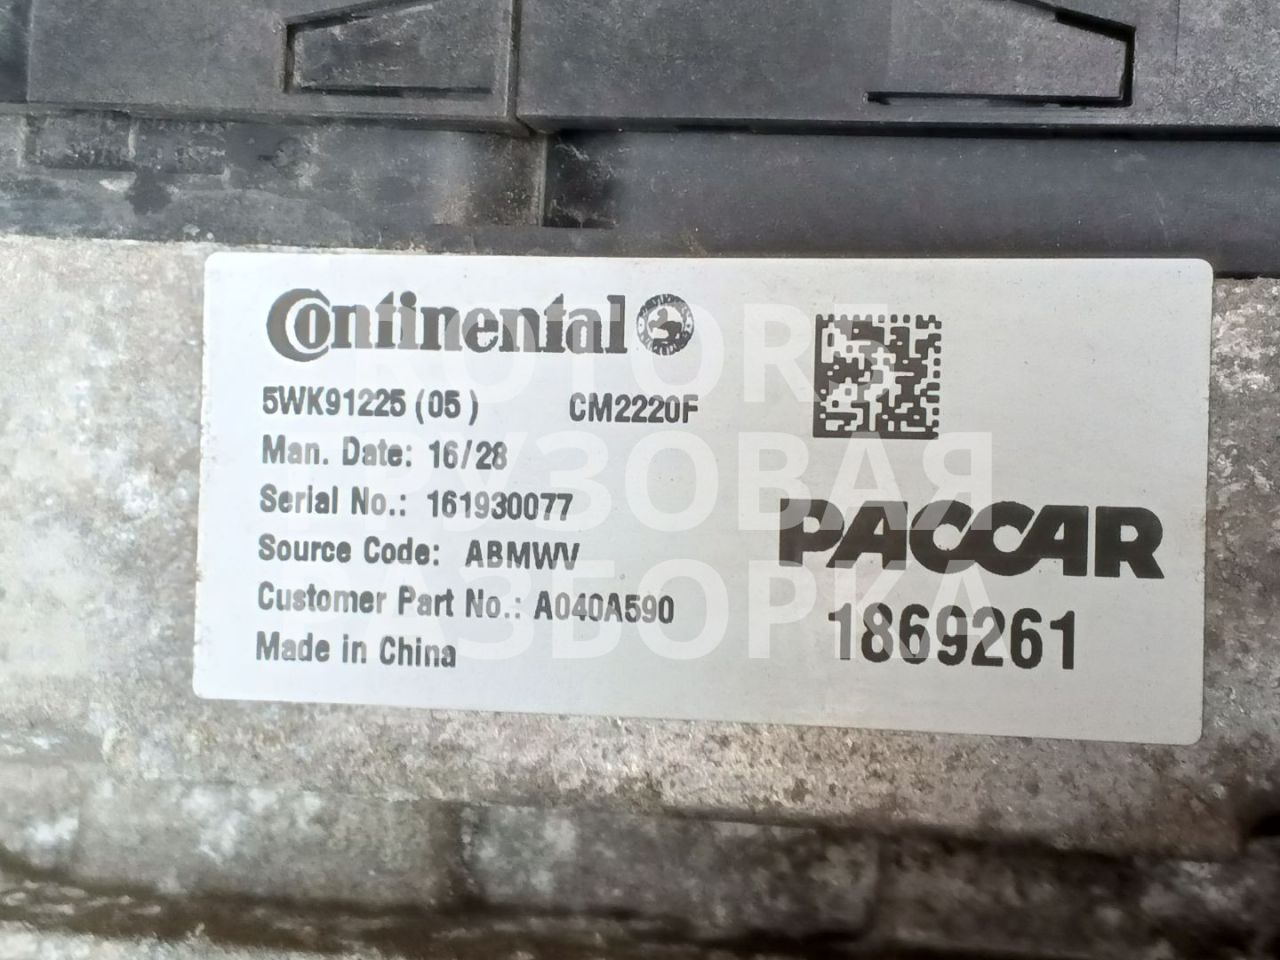 Continental
5WK91225 (05 ) CM2220F
Man. Date: 16/28
Serial No.: 161930077
Source Code: ABMWV
Customer Part No.: A040A590
Made in China
PACCAR
1869261
ГРУЗОВАЯ
РАЗБОРКА